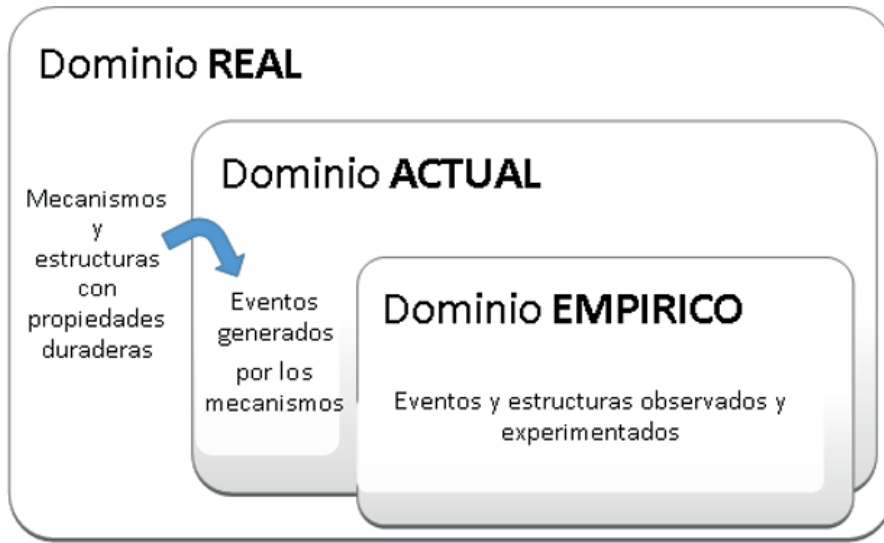 Dominio REAL
Dominio ACTUAL
Mecanismos
y
estructuras
con
propiedades
duraderas
Eventos
generados
por los
mecanismos
Dominio EMPIRICO
Eventos y estructuras observados y
experimentados